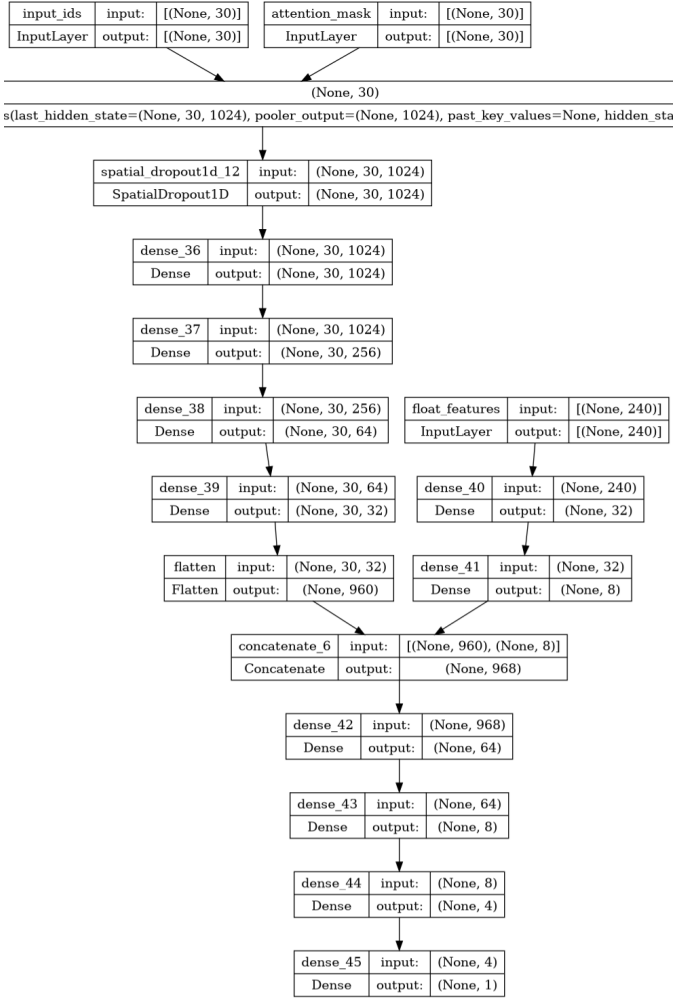 input_ids input: [(None, 30)] attention_mask input: [(None, 30)]
InputLayer output: [(None, 30)] InputLayer output: [(None, 30)]
(None, 30)
s(last_hidden_state=(None, 30, 1024), pooler_output=(None, 1024), past_key_values=None, hidden_sta
spatial_dropout1d_12 input: (None, 30, 1024)
SpatialDropout1D output: (None, 30, 1024)
dense_36 input: (None, 30, 1024)
Dense output: (None, 30, 1024)
dense_37 input: (None, 30, 1024)
Dense output: (None, 30, 256)
dense_38 input: (None, 30, 256) float_features input: [(None, 240)]
Dense output: (None, 30, 64) InputLayer output: [(None, 240)]
dense_39 input: (None, 30, 64) dense_40 input: (None, 240)
Dense output: (None, 30, 32) Dense output: (None, 32)
flatten input: (None, 30, 32) dense_41 input: (None, 32)
Flatten output: (None, 960) Dense output: (None, 8)
concatenate_6 input: [(None, 960), (None, 8)]
Concatenate output: (None, 968)
dense_42 input: (None, 968)
Dense output: (None, 64)
dense_43 input: (None, 64)
Dense output: (None, 8)
dense_44 input: (None, 8)
Dense output: (None, 4)
dense_45 input: (None, 4)
Dense output: (None, 1)